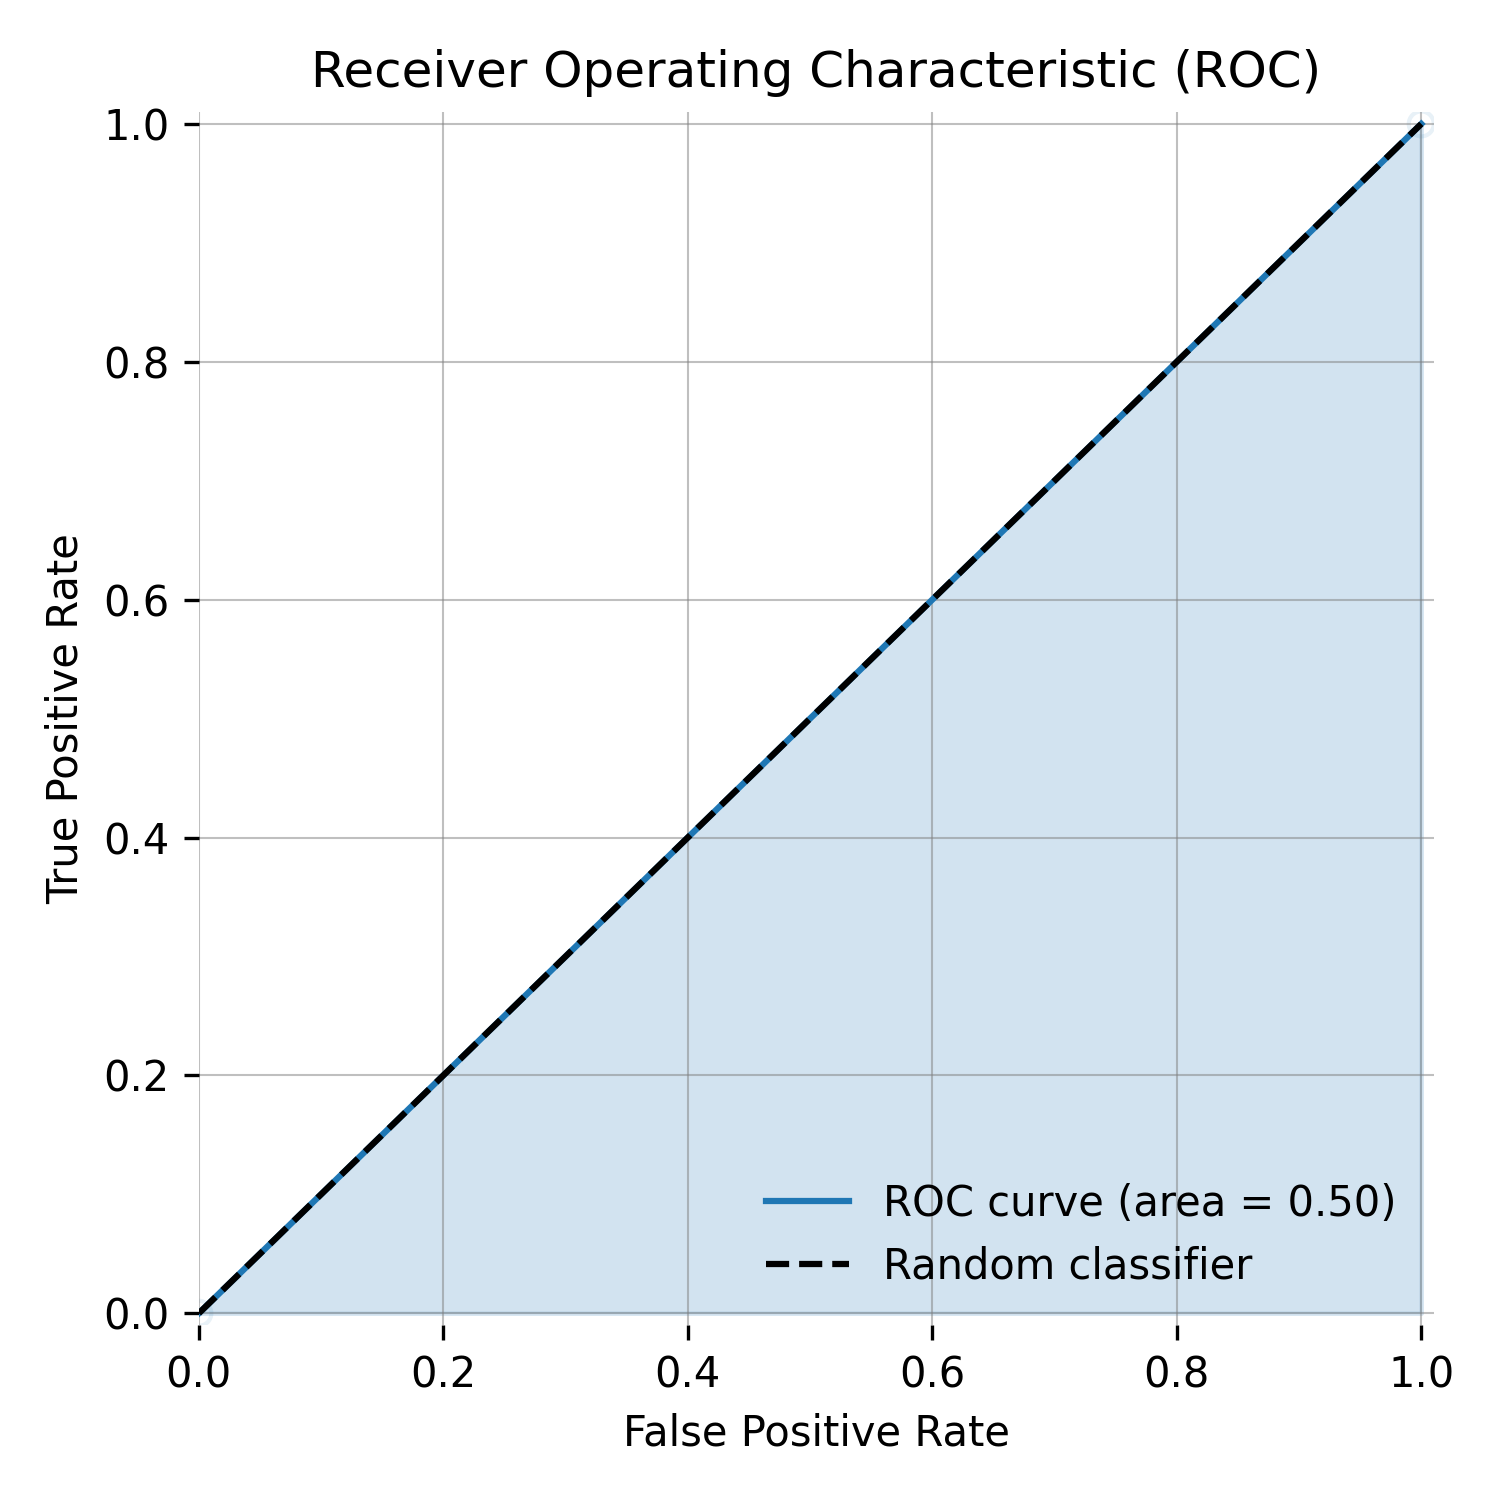 Receiver Operating Characteristic (ROC)
1.0
0.8
0.6
0.4
0.2
0.0
True Positive Rate
ROC curve (area = 0.50)
Random classifier
0.0 0.2 0.4 0.6 0.8 1.0
False Positive Rate